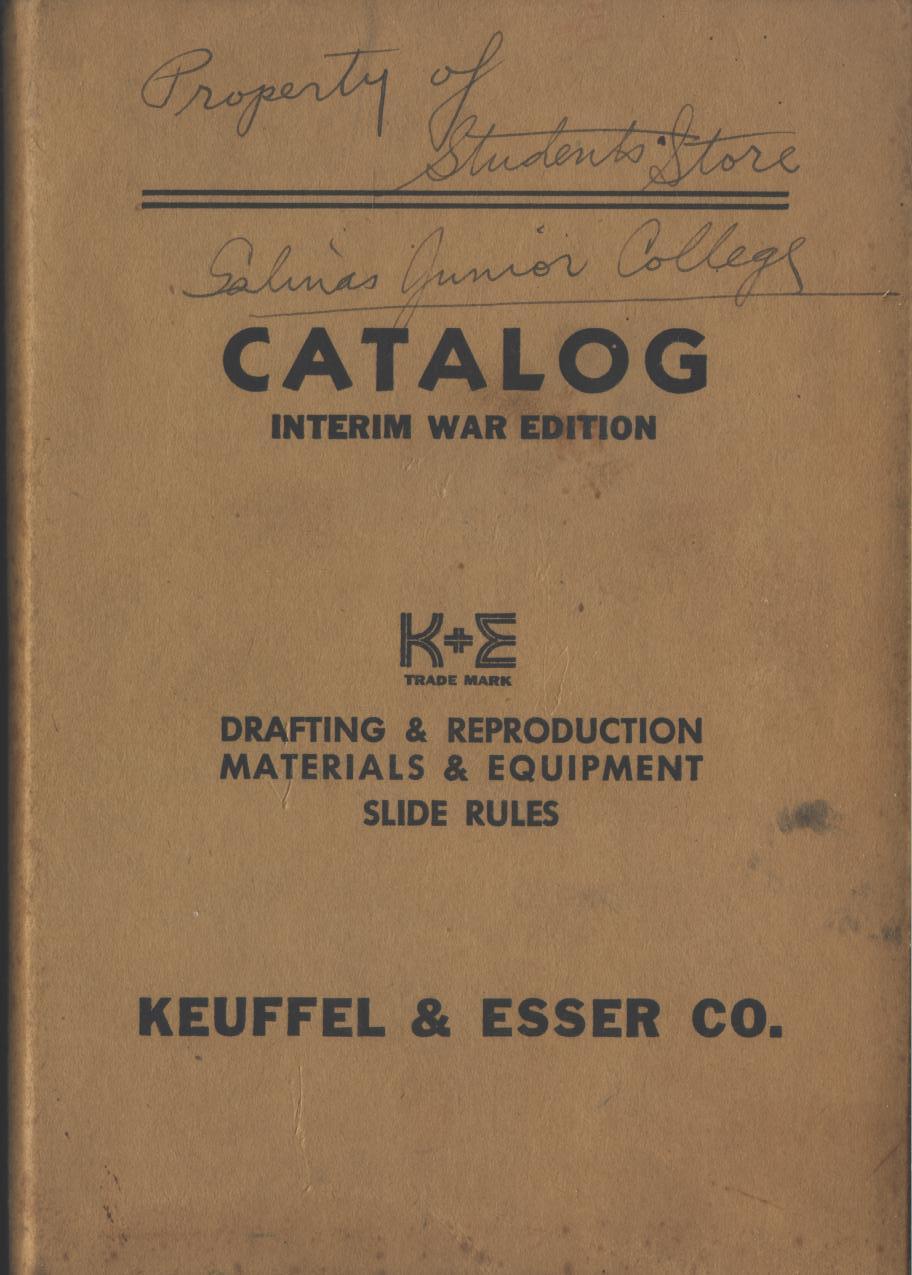 Property of
Students' Store
Salinas Junior College
CATALOG
INTERIM WAR EDITION
K+E
TRADE MARK
DRAFTING & REPRODUCTION
MATERIALS & EQUIPMENT
SLIDE RULES
KEUFFEL & ESSER CO.